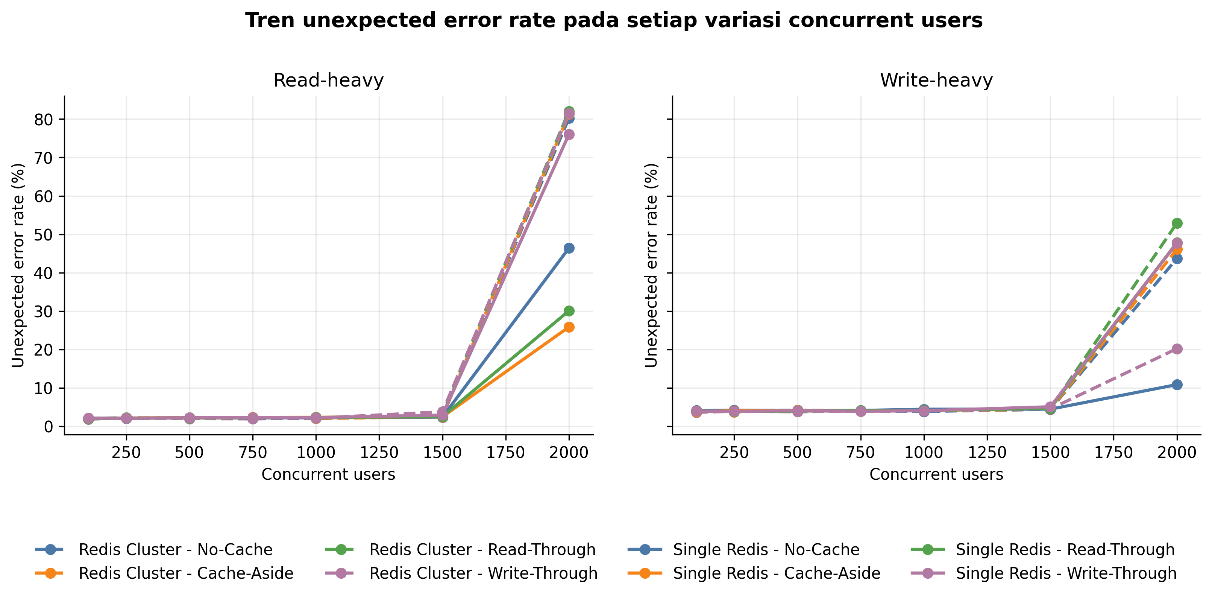 Tren unexpected error rate pada setiap variasi concurrent users
Read-heavy
Unexpected error rate (%)
80
70
60
50
40
30
20
10
0
250 500 750 1000 1250 1500 1750 2000
Concurrent users
Write-heavy
Unexpected error rate (%)
250 500 750 1000 1250 1500 1750 2000
Concurrent users
Redis Cluster - No-Cache Redis Cluster - Read-Through Single Redis - No-Cache Single Redis - Read-Through
Redis Cluster - Cache-Aside Redis Cluster - Write-Through Single Redis - Cache-Aside Single Redis - Write-Through